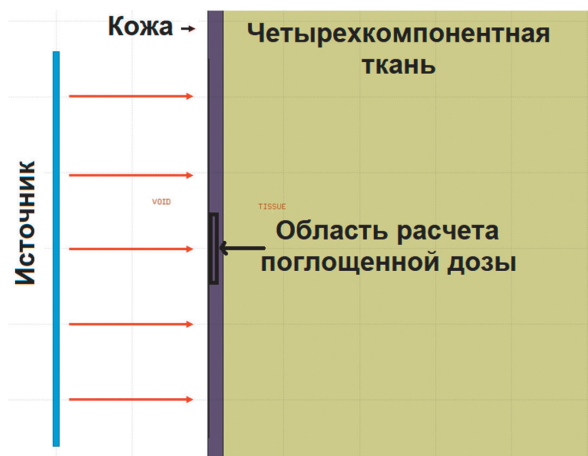 Кожа
Четырехкомпонентная
ткань
Источник
VOID
TISSUE
Область расчета
поглощенной дозы